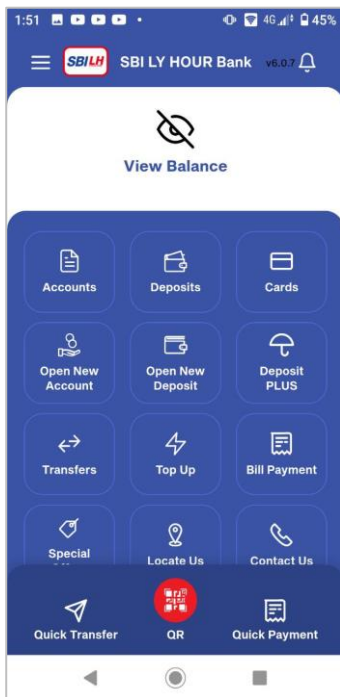 1:51
4G
45%
SBILH
SBI LY HOUR Bank
v6.0.7
View Balance
Accounts
Deposits
Cards
Open New
Account
Open New
Deposit
Deposit
PLUS
Transfers
Top Up
Bill Payment
Special
Locate Us
Contact Us
Quick Transfer
QR
Quick Payment